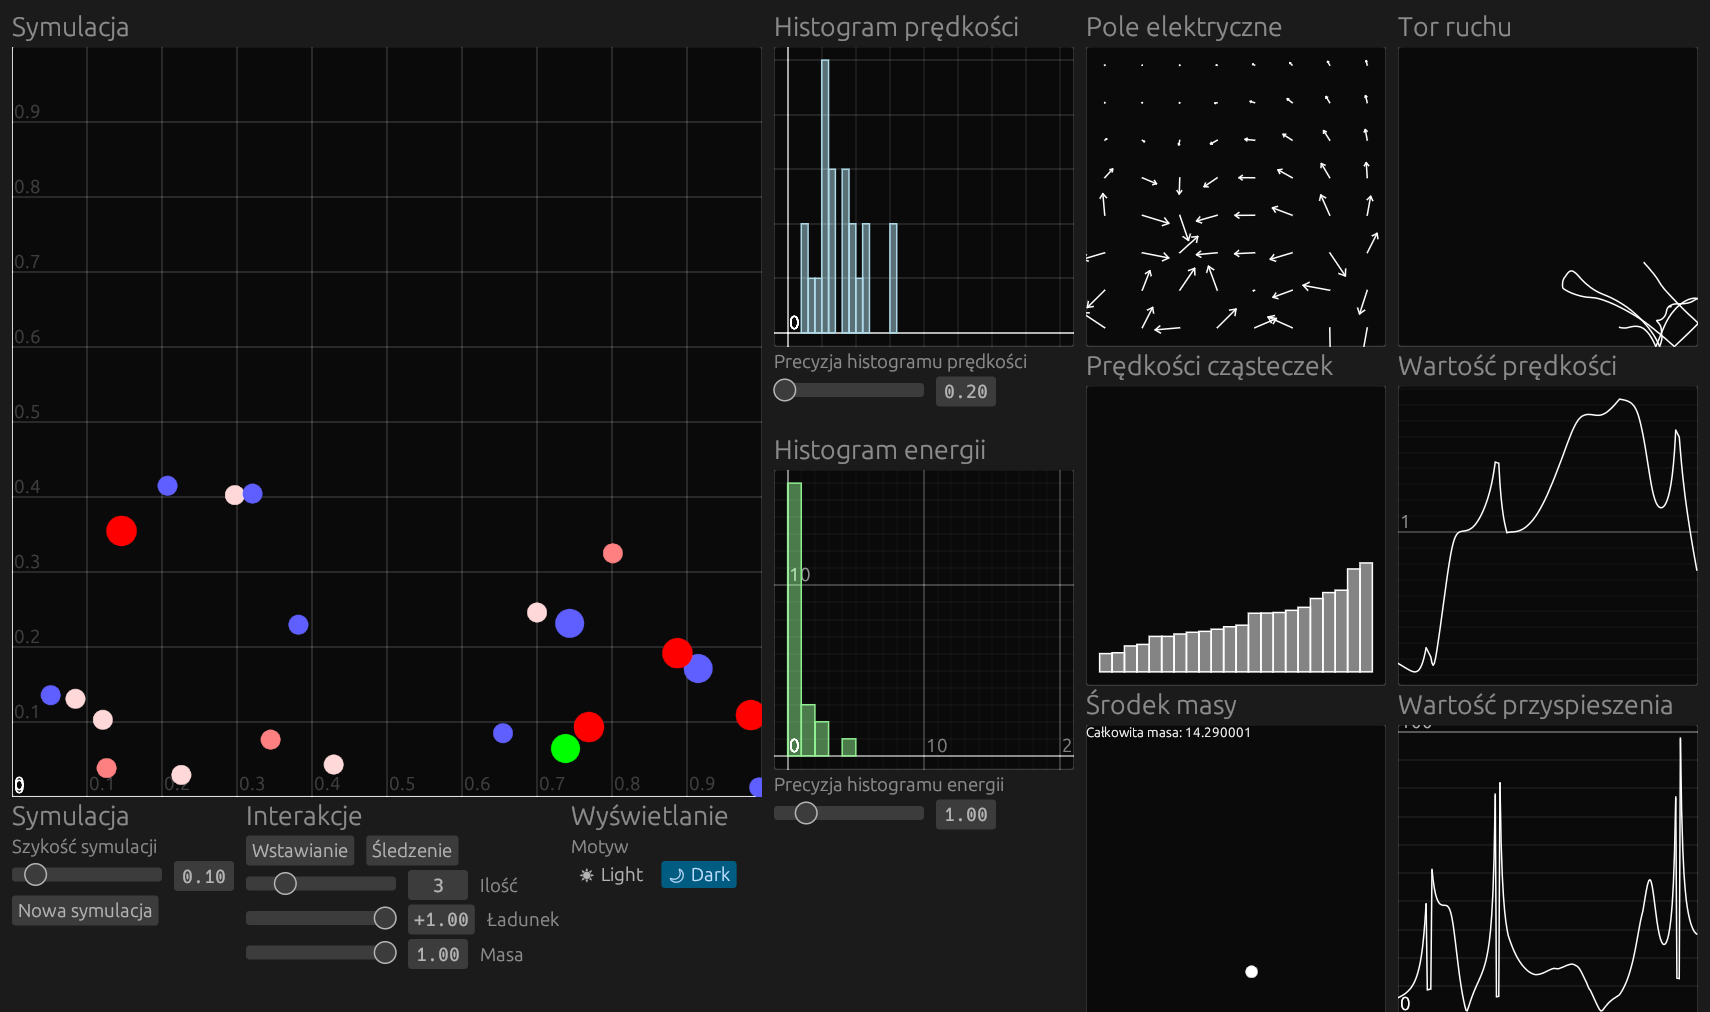 Symulacja
0.9
0.8
0.7
0.6
0.5
0.4
0.3
0.2
0.1
0
0.1 0.2 0.3 0.4 0.5 0.6 0.7 0.8 0.9
Symulacja
Szykość symulacji
0.10
Nowa symulacja
Interakcje
Wstawianie Śledzenie
3 Ilość
+1.00 Ładunek
1.00 Masa
Wyświetlanie
Motyw
Light Dark
Histogram prędkości
0
Precyzja histogramu prędkości
0.20
Histogram energii
10
0 10 2
Precyzja histogramu energii
1.00
Pole elektryczne
Prędkości cząsteczek
Środek masy
Całkowita masa: 14.290001
Tor ruchu
Wartość prędkości
1
Wartość przyspieszenia
100
0